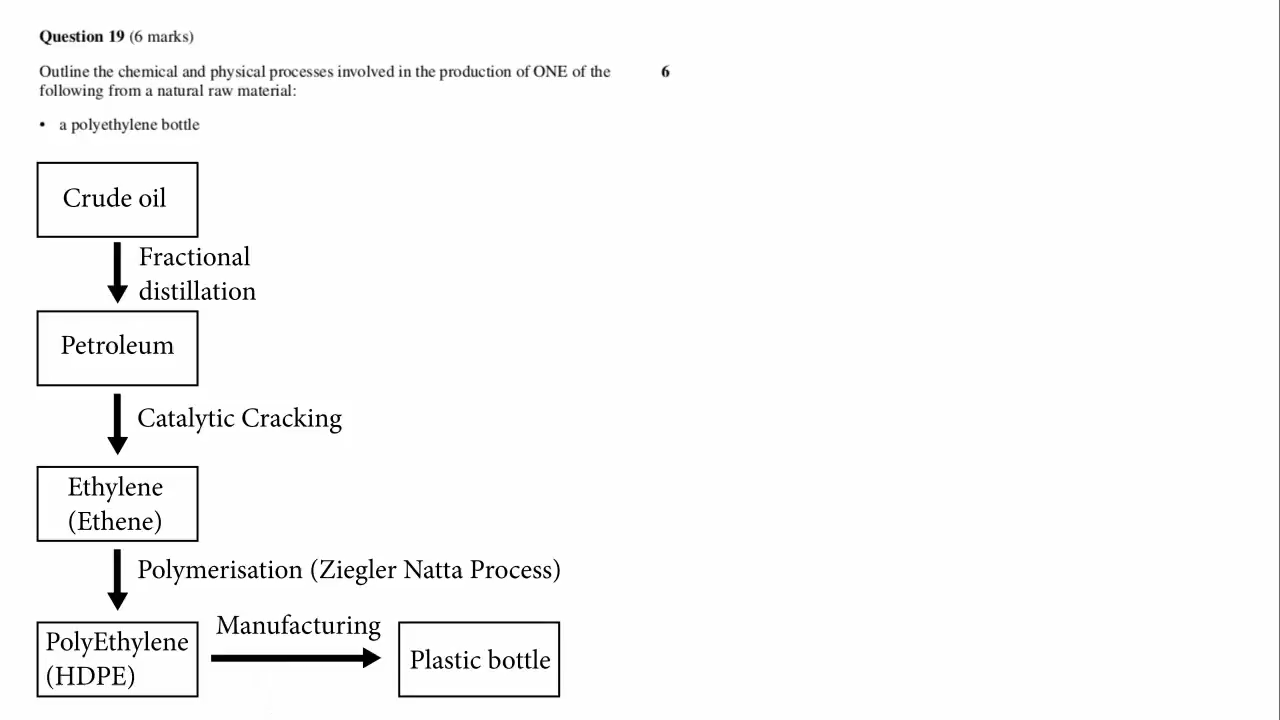 Question 19 (6 marks)
Outline the chemical and physical processes involved in the production of ONE of the 6
following from a natural raw material:
• a polyethylene bottle
Crude oil
Fractional
distillation
Petroleum
Catalytic Cracking
Ethylene
(Ethene)
Polymerisation (Ziegler Natta Process)
PolyEthylene
(HDPE)
Manufacturing
Plastic bottle